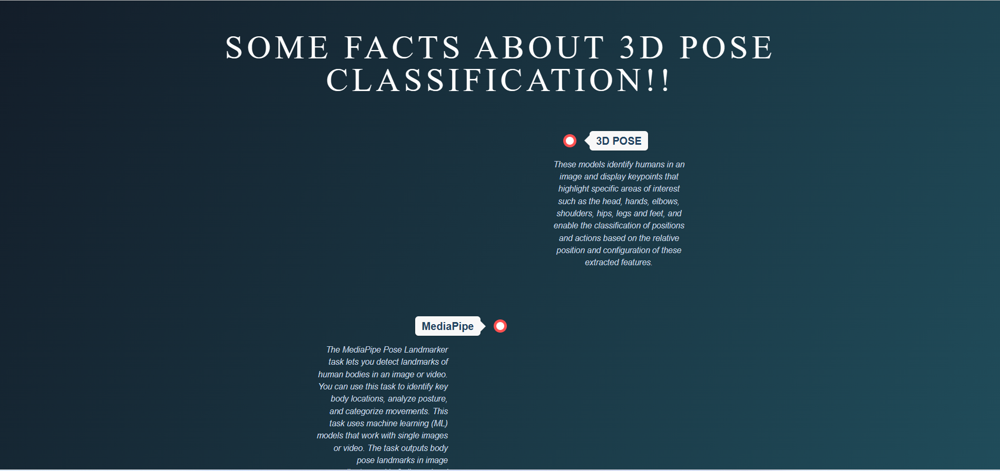 SOME FACTS ABOUT 3D POSE
CLASSIFICATION!!
3D POSE
These models identify humans in an
image and display keypoints that
highlight specific areas of interest
such as the head, hands, elbows,
shoulders, hips, legs and feet, and
enable the classification of positions
and actions based on the relative
position and configuration of these
extracted features.
MediaPipe
The MediaPipe Pose Landmarker
task lets you detect landmarks of
human bodies in an image or video.
You can use this task to identify key
body locations, analyze posture,
and categorize movements. This
task uses machine learning (ML)
models that work with single images
or video. The task outputs body
pose landmarks in image